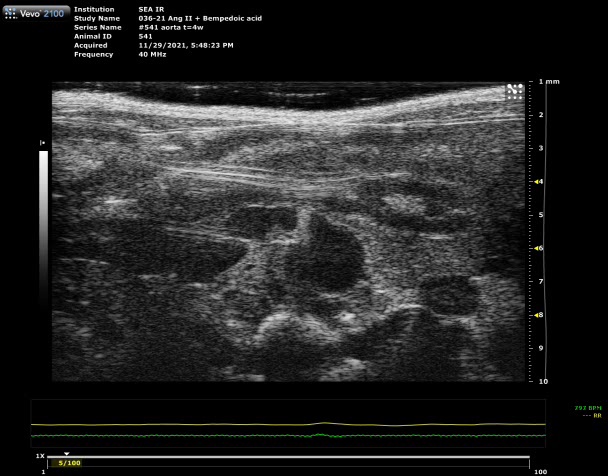 Vevo 2100
Institution SEA IR
Study Name 036-21 Ang II + Bempedoic acid
Series Name #541 aorta t=4w
Animal ID 541
Acquired 11/29/2021, 5:48:23 PM
Frequency 40 MHz
1 mm
2
3
4
5
6
7
8
9
10
292 BPM
--- RR
1X
5/100
1 100